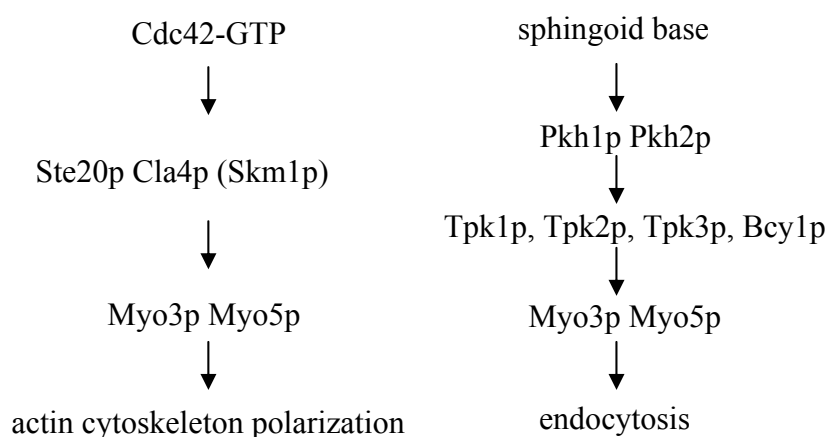 Cdc42-GTP
Ste20p Cla4p (Skm1p)
Myo3p Myo5p
actin cytoskeleton polarization
sphingoid base
Pkh1p Pkh2p
Tpk1p, Tpk2p, Tpk3p, Bcy1p
Myo3p Myo5p
endocytosis